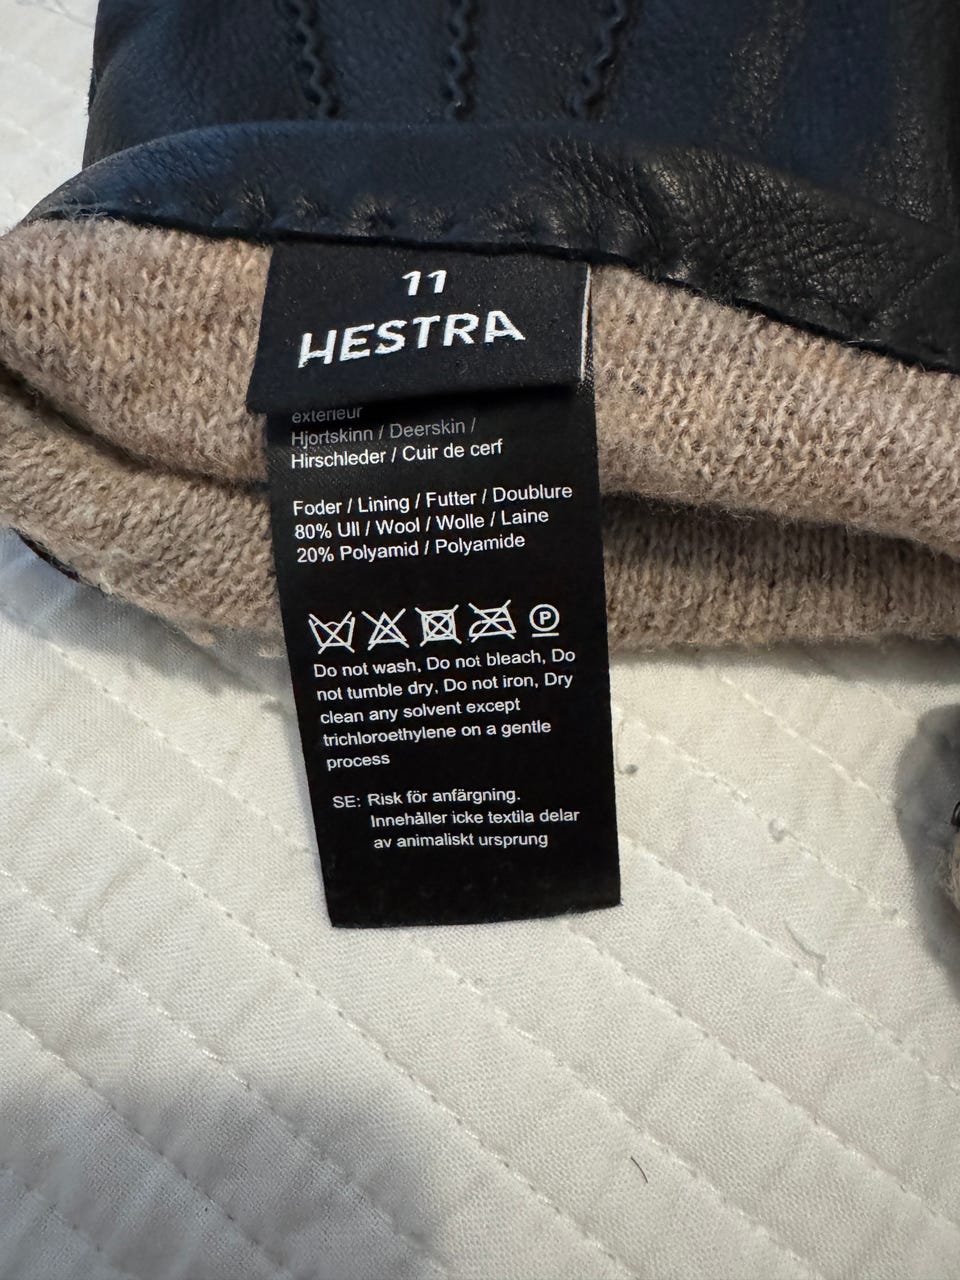 11
HESTRA
exterieur
Hjortskinn / Deerskin /
Hirschleder / Cuir de cerf
Foder / Lining / Futter / Doublure
80% Ull / Wool / Wolle / Laine
20% Polyamid / Polyamide
P
Do not wash, Do not bleach, Do
not tumble dry, Do not iron, Dry
clean any solvent except
trichloroethylene on a gentle
process
SE: Risk för anfärgning.
Innehåller icke textila delar
av animaliskt ursprung